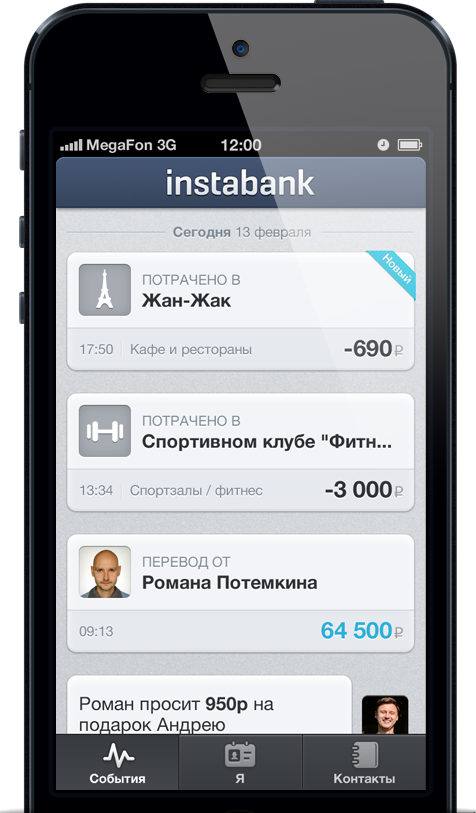 MegaFon 3G 12:00
instabank
Сегодня 13 февраля
Новый
ПОТРАЧЕНО В
Жан-Жак
17:50 Кафе и рестораны -690₽
ПОТРАЧЕНО В
Спортивном клубе "Фитн...
13:34 Спортзалы / фитнес -3 000₽
ПЕРЕВОД ОТ
Романа Потемкина
09:13 64 500₽
Роман просит 950р на
подарок Андрею
События Я Контакты